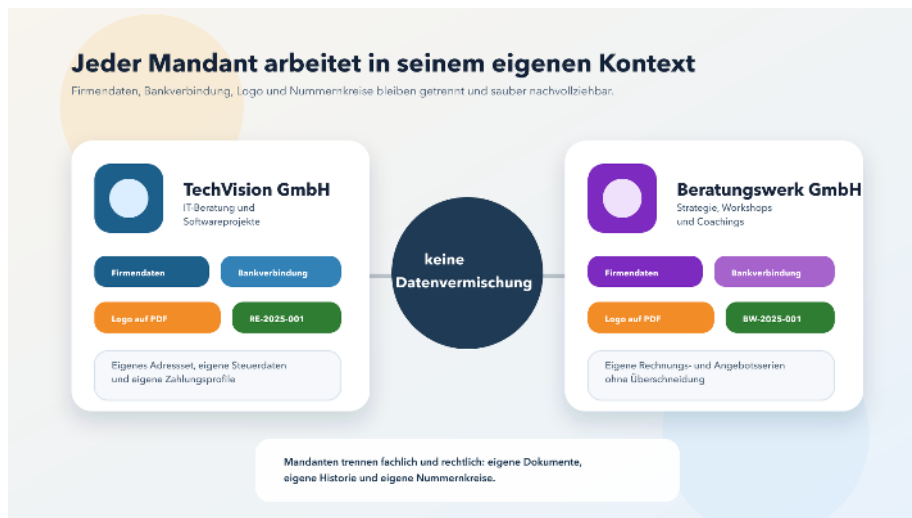 Jeder Mandant arbeitet in seinem eigenen Kontext
Firmendaten, Bankverbindung, Logo und Nummernkreise bleiben getrennt und sauber nachvollziehbar.
TechVision GmbH
IT-Beratung und
Softwareprojekte
Firmendaten
Bankverbindung
Logo auf PDF
RE-2025-001
Eigenes Adressset, eigene Steuerdaten
und eigene Zahlungsprofile
keine
Datenvermischung
Beratungswerk GmbH
Strategie, Workshops
und Coachings
Firmendaten
Bankverbindung
Logo auf PDF
BW-2025-001
Eigene Rechnungs- und Angebotsserien
ohne Überschneidung
Mandanten trennen fachlich und rechtlich: eigene Dokumente,
eigene Historie und eigene Nummernkreise.